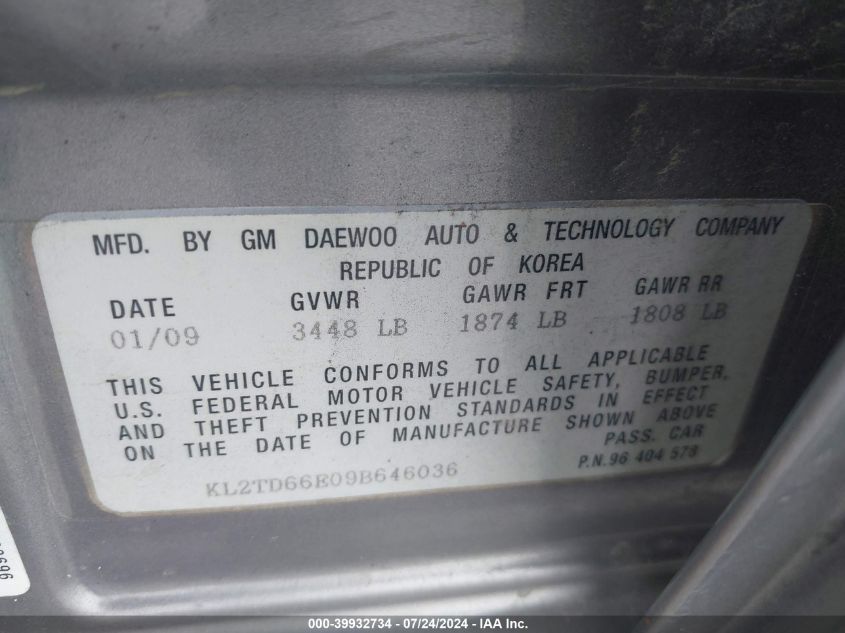 MFD. BY GM DAEWOO AUTO & TECHNOLOGY COMPANY
REPUBLIC OF KOREA
DATE GVWR GAWR FRT GAWR RR
01/09 3448 LB 1874 LB 1808 LB
THIS VEHICLE CONFORMS TO ALL APPLICABLE
U.S. FEDERAL MOTOR VEHICLE SAFETY, BUMPER,
AND THEFT PREVENTION STANDARDS IN EFFECT
ON THE DATE OF MANUFACTURE SHOWN ABOVE
PASS. CAR
KL2TD66E09B646036 P.N.96 404 578
000-39932734 / 07/24/2024 - IAA Inc.